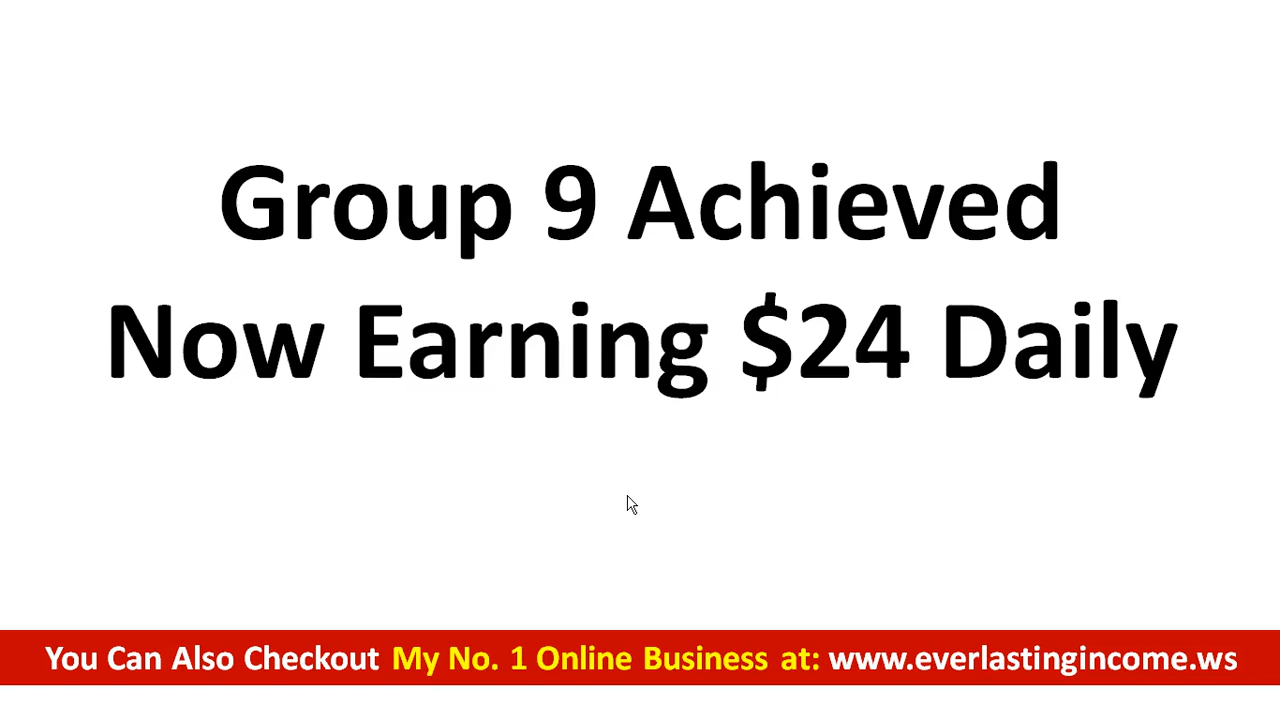 Group 9 Achieved
Now Earning $24 Daily
You Can Also Checkout My No. 1 Online Business at: www.everlastingincome.ws